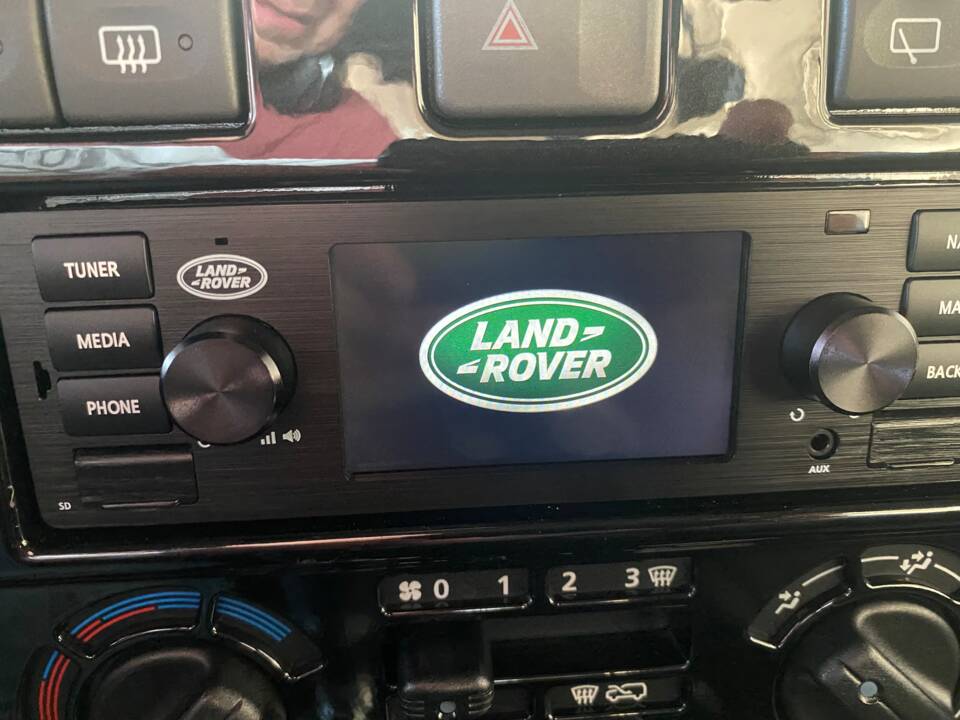 TUNER
MEDIA
PHONE
SD
LAND
ROVER
LAND
ROVER
BACK
AUX
0 1 2 3